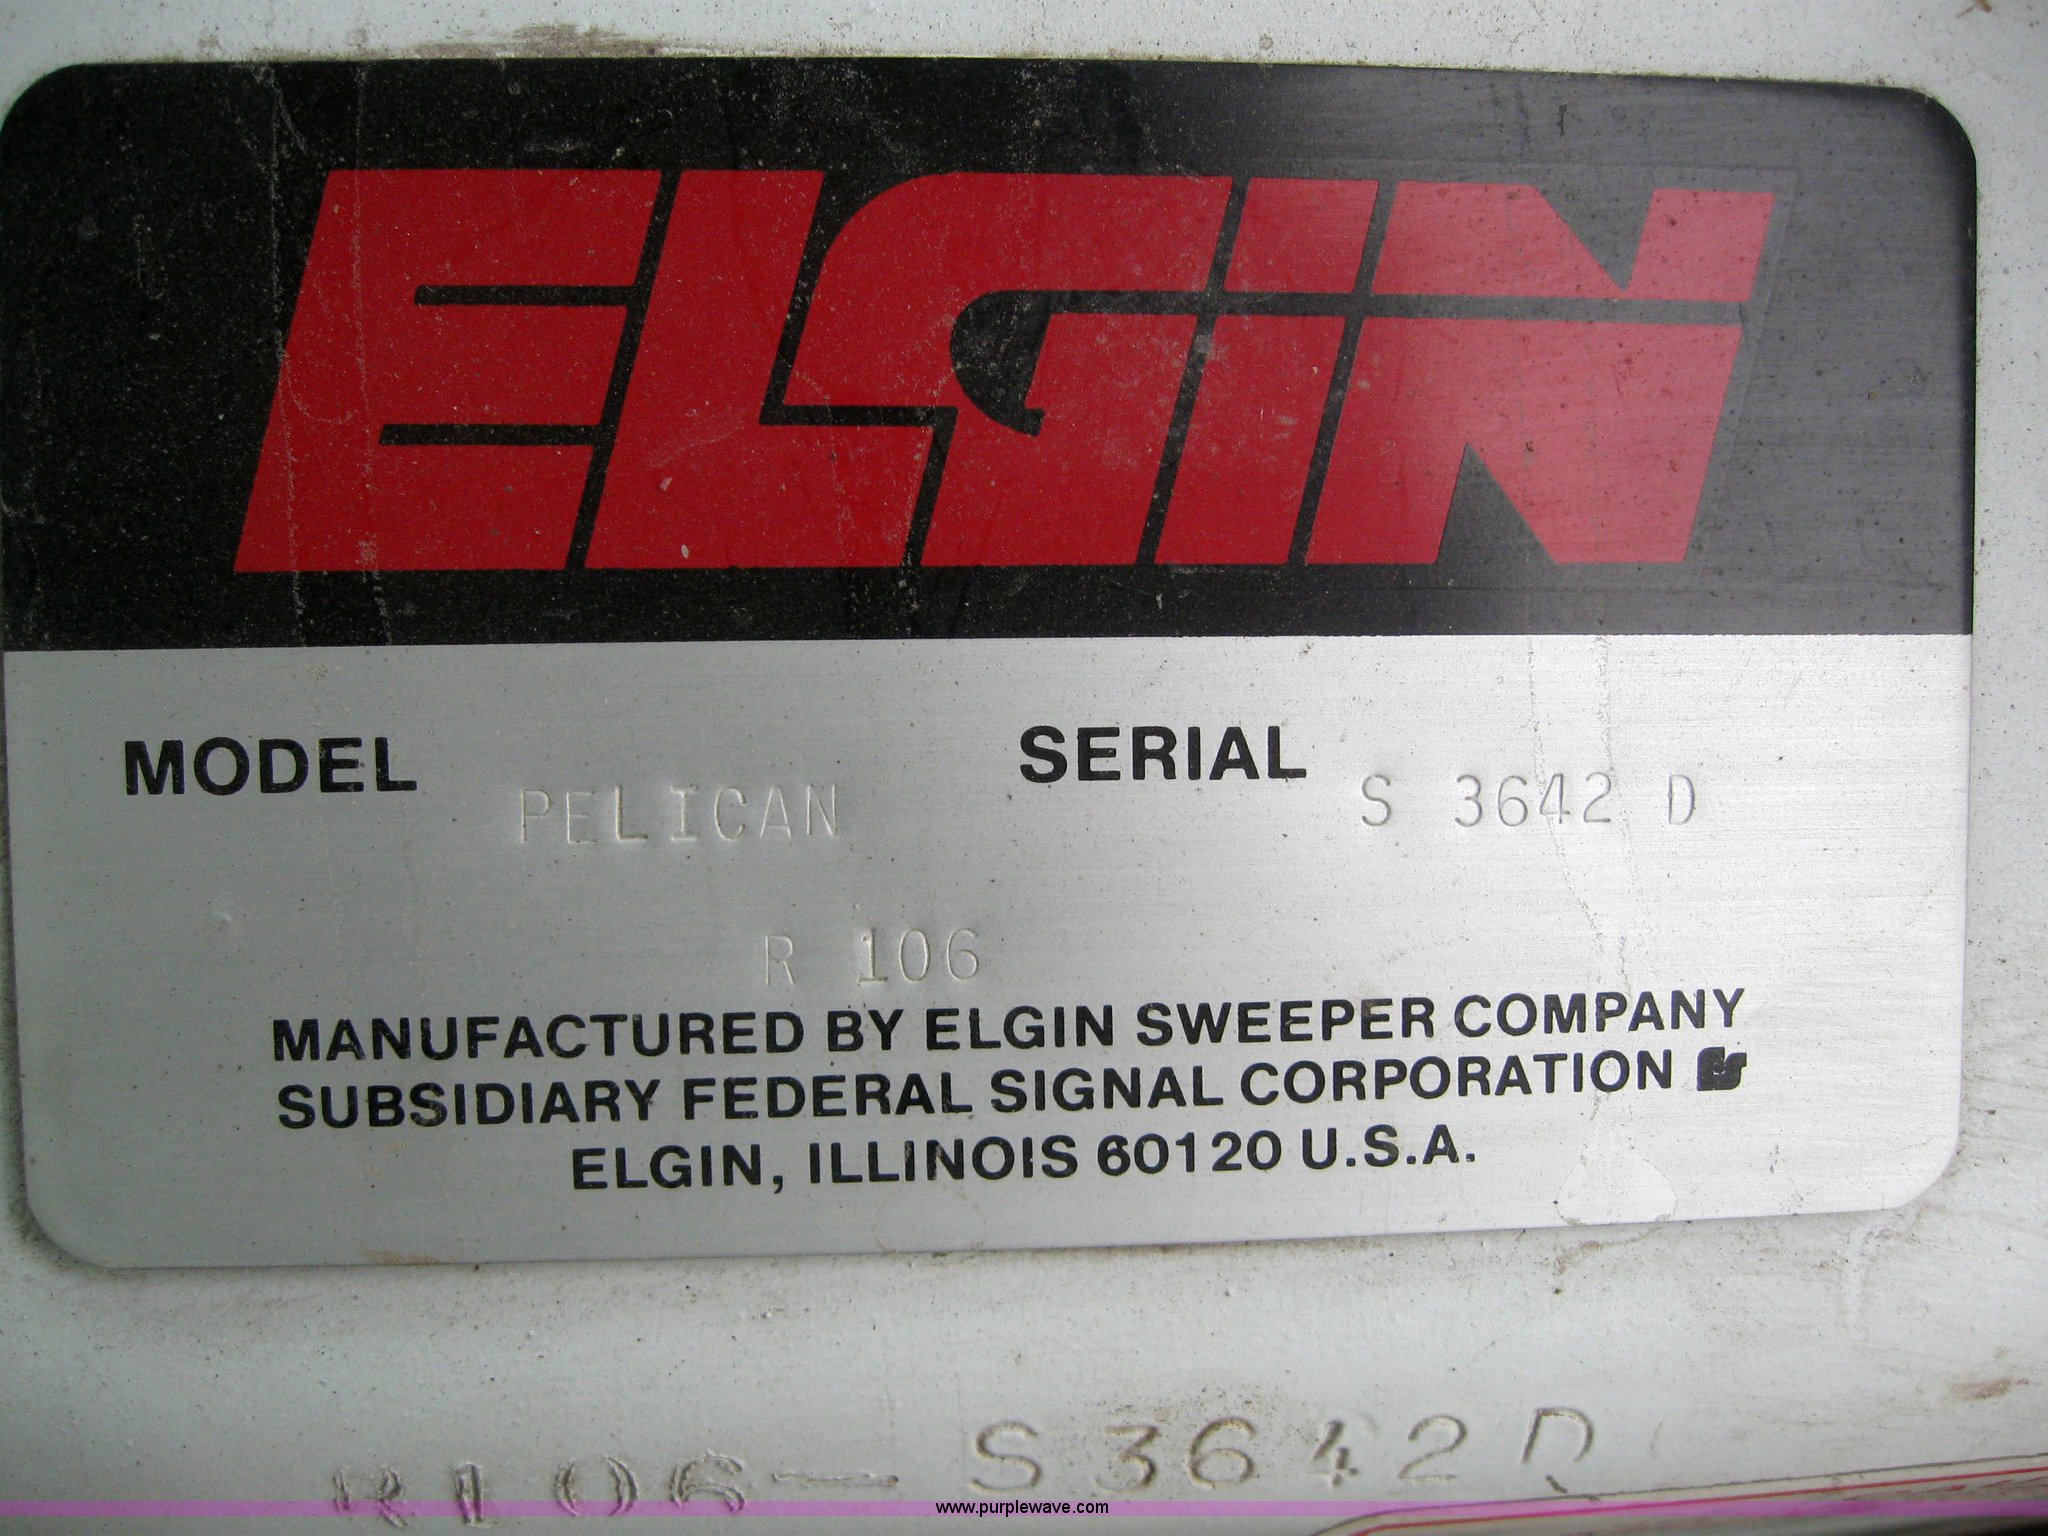 ELGIN
MODEL PELICAN SERIAL S 3642 D
R 106
MANUFACTURED BY ELGIN SWEEPER COMPANY
SUBSIDIARY FEDERAL SIGNAL CORPORATION
ELGIN, ILLINOIS 60120 U.S.A.
R106 — S3642D
www.purplewave.com